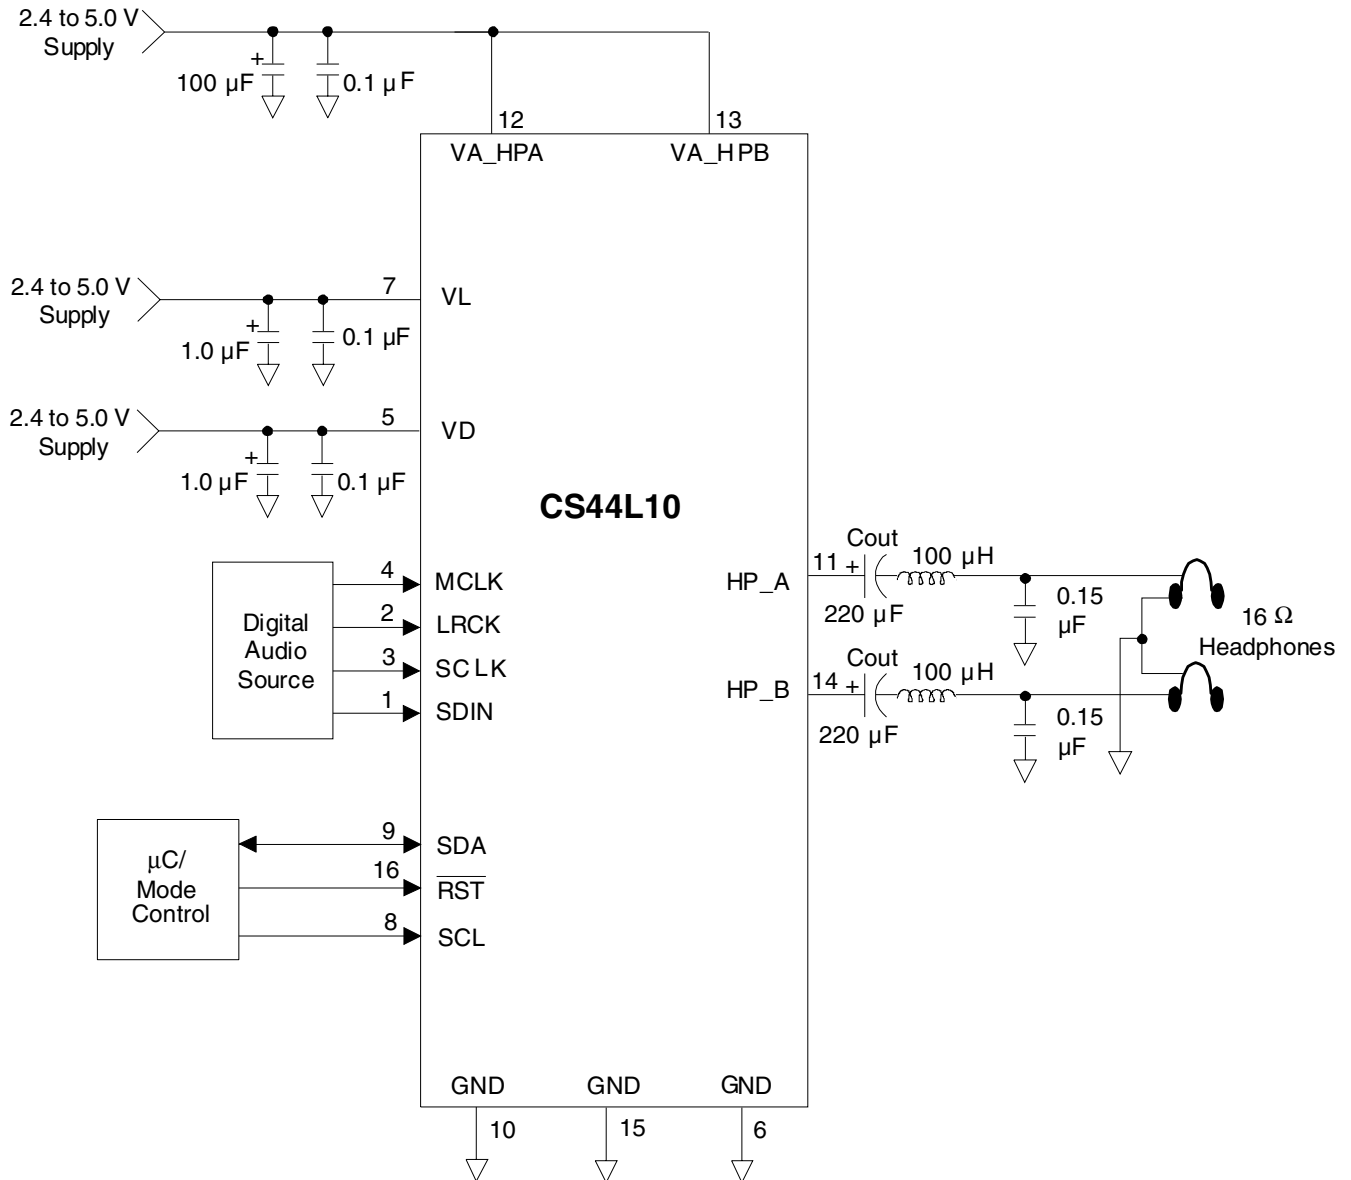 2.4 to 5.0 V
Supply
+
100 µF
0.1 µF
12
13
VA_HPA
VA_HPB
2.4 to 5.0 V
Supply
7
VL
+
1.0 µF
0.1 µF
2.4 to 5.0 V
Supply
5
VD
+
1.0 µF
0.1 µF
CS44L10
Digital
Audio
Source
4
MCLK
2
LRCK
3
SCLK
1
SDIN
HP_A
11
+
Cout
220 µF
100 µH
0.15
µF
16 Ω
Headphones
HP_B
14
+
Cout
220 µF
100 µH
0.15
µF
µC/
Mode
Control
9
SDA
16
RST
8
SCL
GND
GND
GND
10
15
6